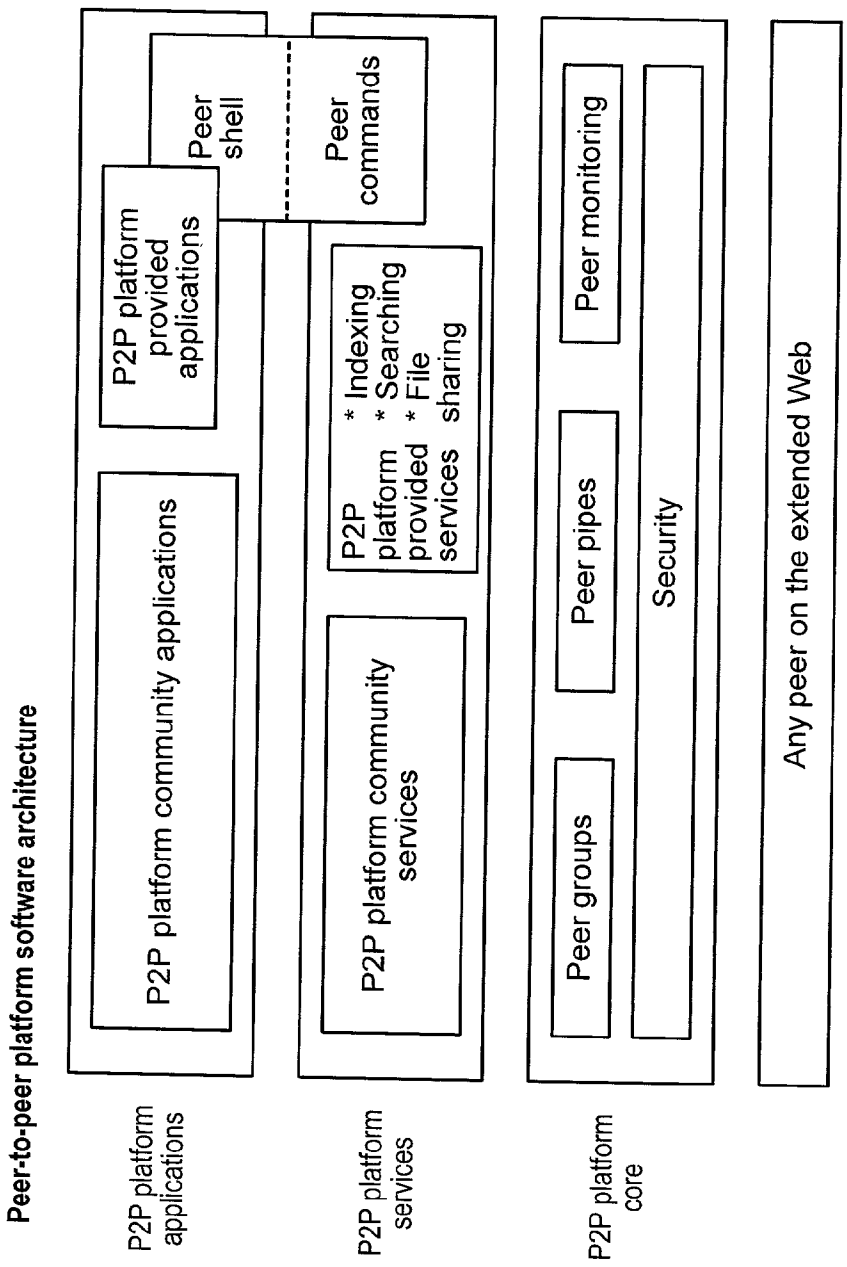 Peer-to-peer platform software architecture
P2P platform
applications
P2P platform community applications
P2P platform
provided
applications
Peer
shell
Peer
commands
P2P platform
services
P2P platform community
services
P2P
platform
provided
services
* Indexing
* Searching
* File
sharing
P2P platform
core
Peer groups
Peer pipes
Peer monitoring
Security
Any peer on the extended Web